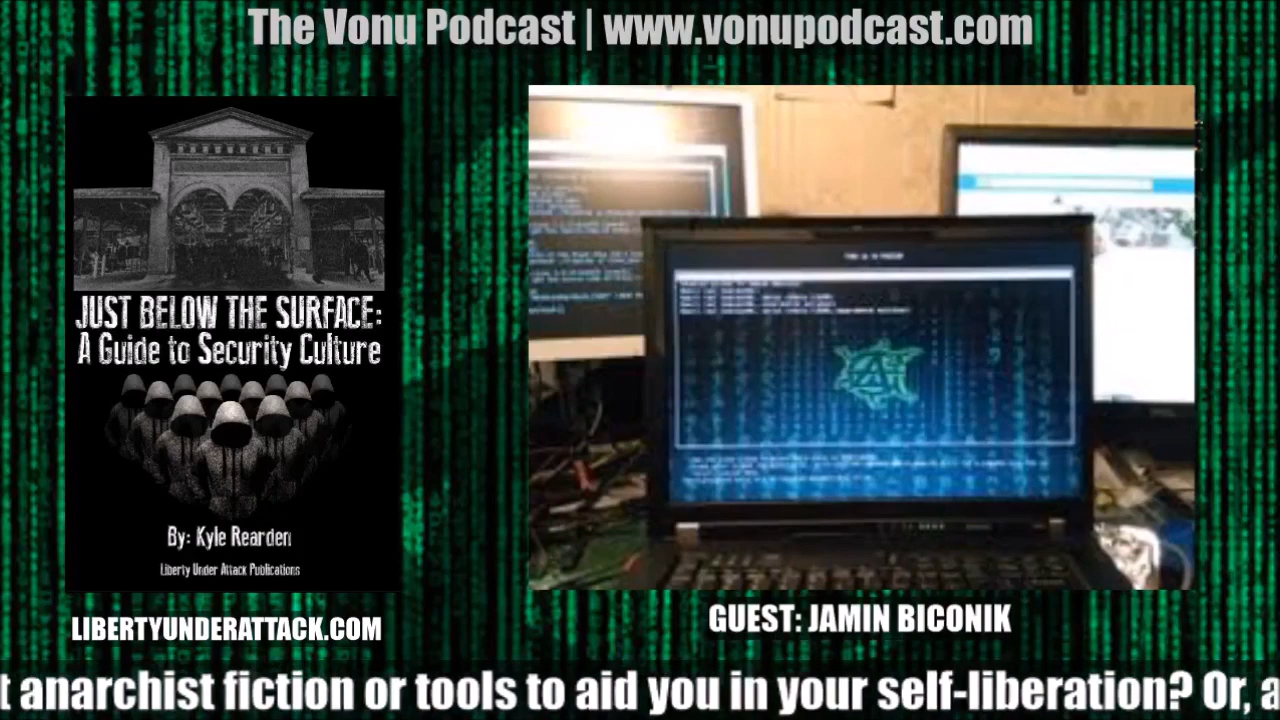 The Vonu Podcast | www.vonupodcast.com
JUST BELOW THE SURFACE:
A Guide to Security Culture
By: Kyle Rearden
Liberty Under Attack Publications
LIBERTYUNDERATTACK.COM
GUEST: JAMIN BICONIK
t anarchist fiction or tools to aid you in your self-liberation? Or, a